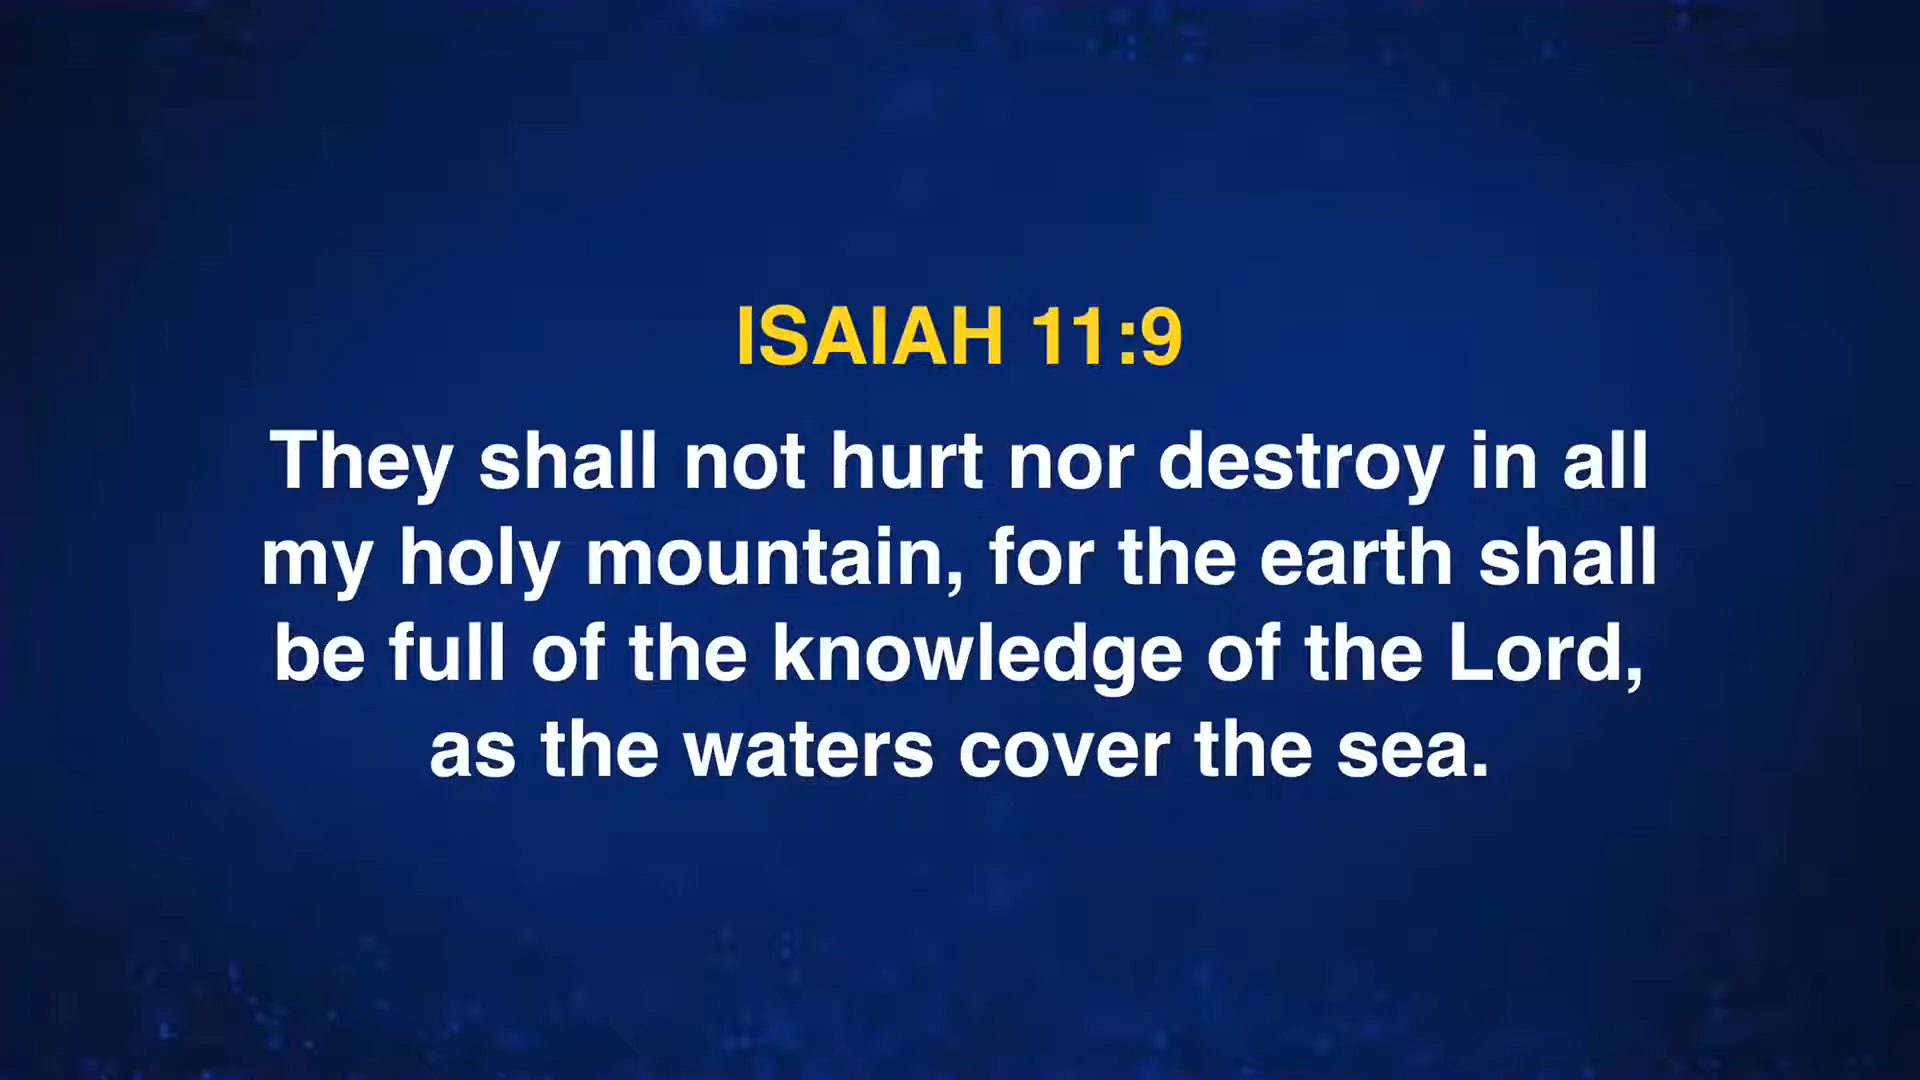 ISAIAH 11:9
They shall not hurt nor destroy in all
my holy mountain, for the earth shall
be full of the knowledge of the Lord,
as the waters cover the sea.